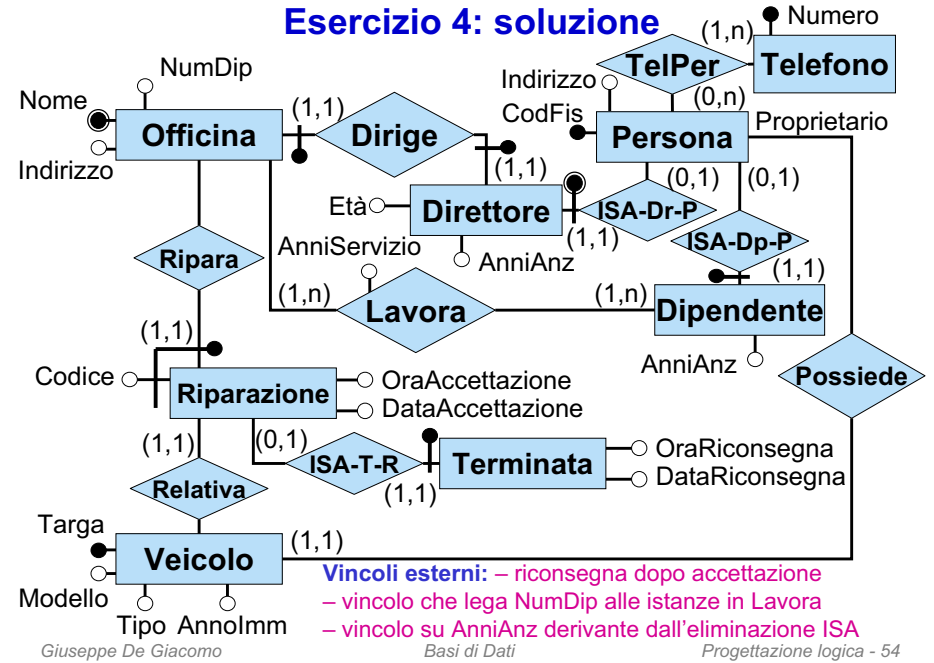 Esercizio 4: soluzione
Numero
(1,n)
TelPer
Telefono
NumDip
Indirizzo
(0,n)
Nome
(1,1)
CodFis
Officina
Dirige
Persona
Proprietario
Indirizzo
(1,1)
(0,1)
(0,1)
Età
Direttore
ISA-Dr-P
(1,1)
ISA-Dp-P
AnniServizio
AnniAnz
Ripara
(1,1)
(1,n)
Lavora
(1,n)
Dipendente
(1,1)
AnniAnz
Possiede
Codice
Riparazione
OraAccettazione
DataAccettazione
(1,1)
(0,1)
ISA-T-R
Terminata
OraRiconsegna
DataRiconsegna
(1,1)
Relativa
Targa
Veicolo
(1,1)
Modello
Tipo
AnnoImm
Vincoli esterni: – riconsegna dopo accettazione
– vincolo che lega NumDip alle istanze in Lavora
– vincolo su AnniAnz derivante dall'eliminazione ISA
Giuseppe De Giacomo
Basi di Dati
Progettazione logica - 54